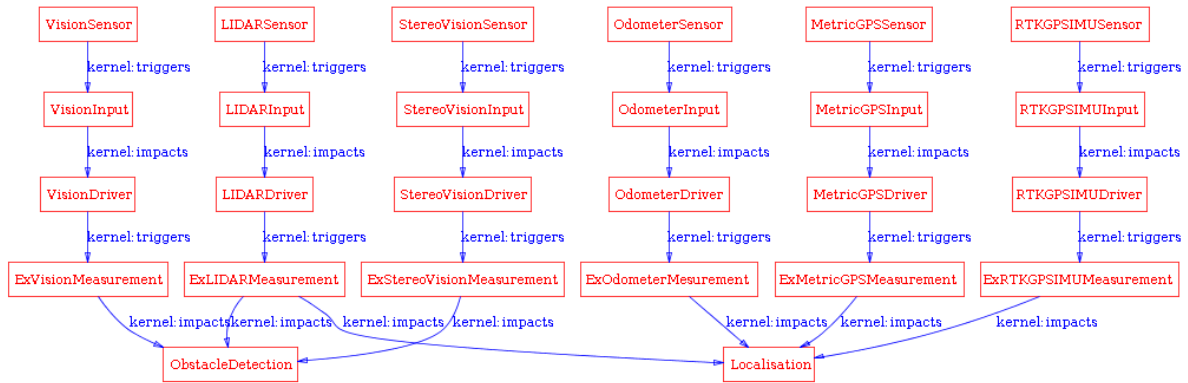 VisionSensor LIDARSensor StereoVisionSensor OdometerSensor MetricGPSSensor RTKGPSIMUSensor
kernel:triggers kernel:triggers kernel:triggers kernel:triggers kernel:triggers kernel:triggers
VisionInput LIDARInput StereoVisionInput OdometerInput MetricGPSInput RTKGPSIMUInput
kernel:impacts kernel:impacts kernel:impacts kernel:impacts kernel:impacts kernel:impacts
VisionDriver LIDARDriver StereoVisionDriver OdometerDriver MetricGPSDriver RTKGPSIMUDriver
kernel:triggers kernel:triggers kernel:triggers kernel:triggers kernel:triggers kernel:triggers
ExVisionMeasurement ExLIDARMeasurement ExStereoVisionMeasurement ExOdometerMesurement ExMetricGPSMeasurement ExRTKGPSIMUMeasurement
kernel:impacts kernel:impacts kernel:impacts kernel:impacts kernel:impacts kernel:impacts kernel:impacts
ObstacleDetection Localisation